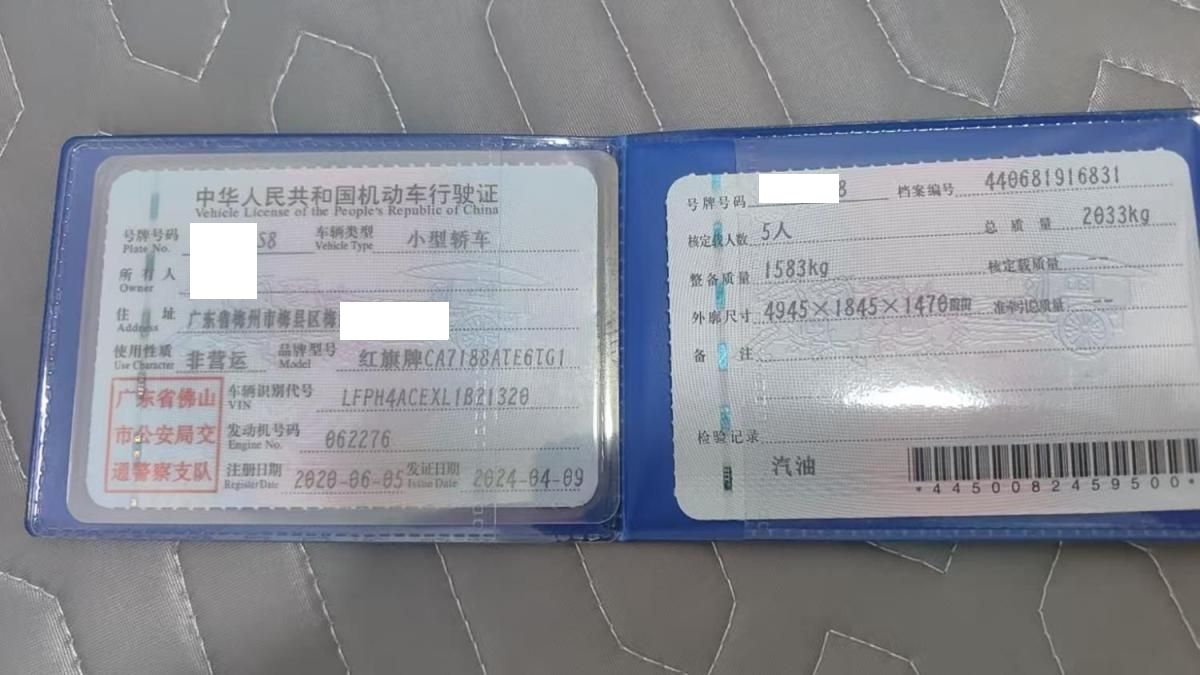 中华人民共和国机动车行驶证
Vehicle License of the People's Republic of China
号牌号码 S8 车辆类型 小型轿车
Plate No. Vehicle Type
所有人
Owner
住址 广东省梅州市梅县区梅
Address
使用性质 非营运 品牌型号 红旗牌CA7188ATE6TG1
Use Character Model
广东省佛山
市公安局交
通警察支队
车辆识别代号 LFPH4ACEXL1B21320
VIN
发动机号码 062276
Engine No.
注册日期 2020-06-05 发证日期 2024-04-09
Register Date Issue Date
号牌号码 8 档案编号 440681916831
核定载人数 5人 总质量 2033kg
整备质量 1583kg 核定载质量 --
外廓尺寸 4945×1845×1470mm 准牵引总质量 --
备注
检验记录
汽油
*4450082459500*